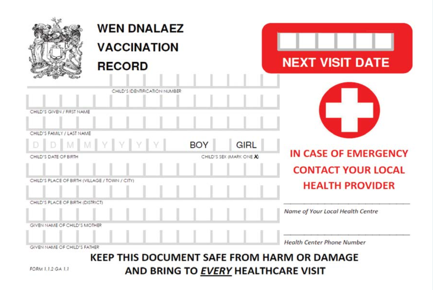 WEN DNALAEZ
VACCINATION
RECORD
NEXT VISIT DATE
CHILD'S IDENTIFICATION NUMBER
CHILD'S GIVEN / FIRST NAME
CHILD'S FAMILY / LAST NAME
D D M M Y Y Y Y
BOY GIRL
CHILD'S DATE OF BIRTH
CHILD'S SEX (MARK ONE X)
CHILD'S PLACE OF BIRTH (VILLAGE / TOWN / CITY)
CHILD'S PLACE OF BIRTH (DISTRICT)
GIVEN NAME OF CHILD'S MOTHER
GIVEN NAME OF CHILD'S FATHER
IN CASE OF EMERGENCY
CONTACT YOUR LOCAL
HEALTH PROVIDER
Name of Your Local Health Centre
Health Center Phone Number
KEEP THIS DOCUMENT SAFE FROM HARM OR DAMAGE
AND BRING TO EVERY HEALTHCARE VISIT
FORM 1.1.2 GA 1.1